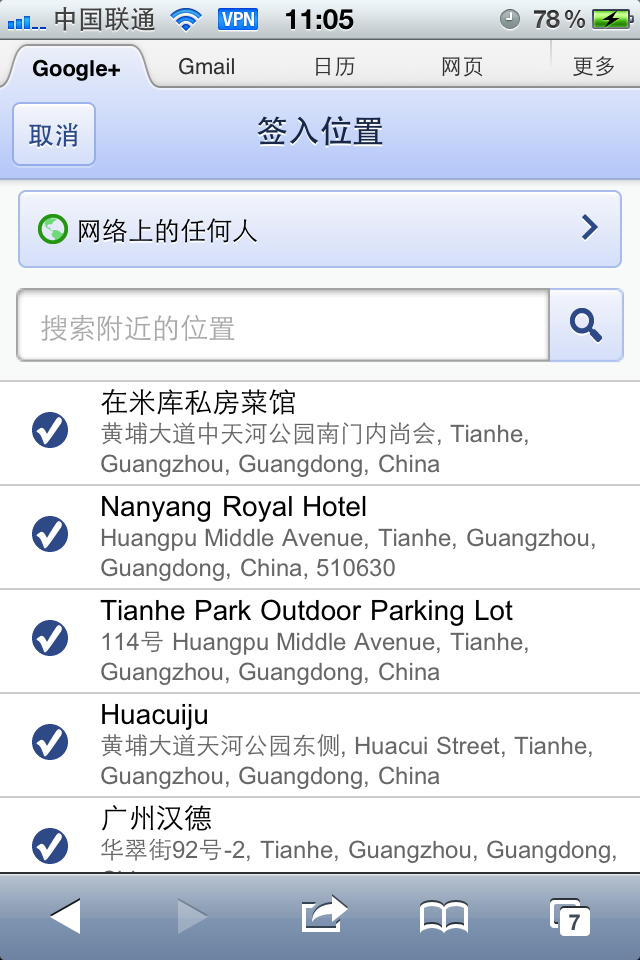 中国联通 VPN 11:05 78%
Google+ Gmail 日历 网页 更多
取消 签入位置
网络上的任何人
搜索附近的位置
在米库私房菜馆
黄埔大道中天河公园南门内尚会, Tianhe,
Guangzhou, Guangdong, China
Nanyang Royal Hotel
Huangpu Middle Avenue, Tianhe, Guangzhou,
Guangdong, China, 510630
Tianhe Park Outdoor Parking Lot
114号 Huangpu Middle Avenue, Tianhe,
Guangzhou, Guangdong, China
Huacuiju
黄埔大道天河公园东侧, Huacui Street, Tianhe,
Guangzhou, Guangdong, China
广州汉德
华翠街92号-2, Tianhe, Guangzhou, Guangdong,
7